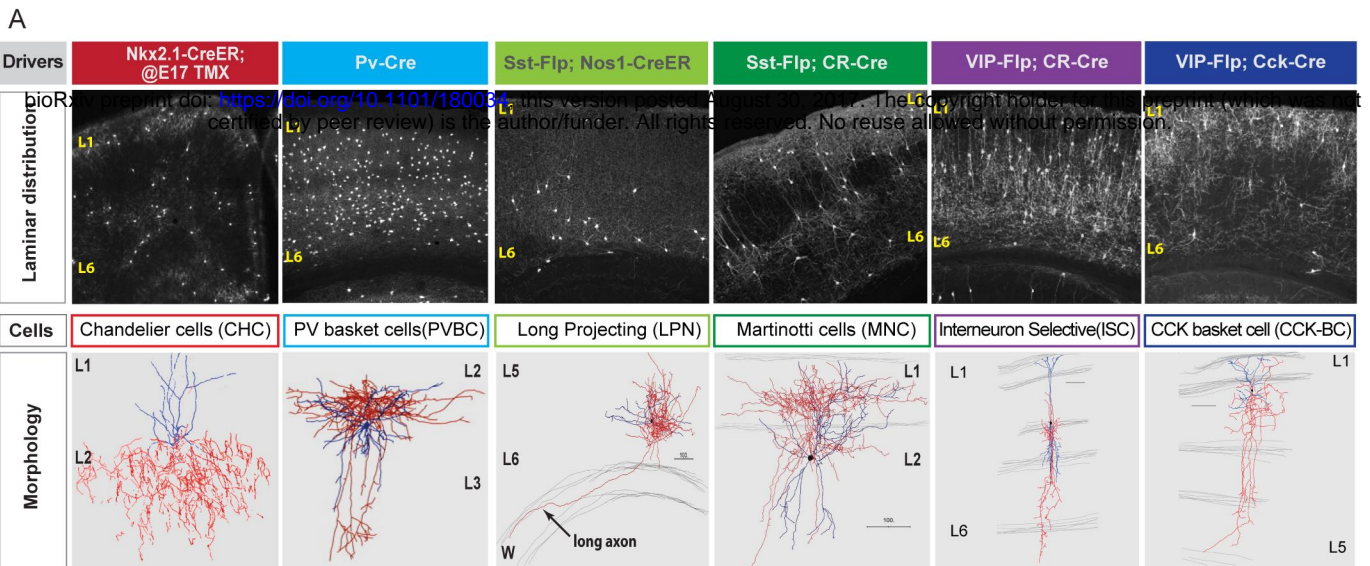 A
Drivers
Nkx2.1-CreER;
@E17 TMX
Pv-Cre
Sst-Flp; Nos1-CreER
Sst-Flp; CR-Cre
VIP-Flp; CR-Cre
VIP-Flp; Cck-Cre
bioRxiv preprint doi: https://doi.org/10.1101/180034; this version posted August 30, 2017. The copyright holder for this preprint (which was not
certified by peer review) is the author/funder. All rights reserved. No reuse allowed without permission.
Laminar distribution
L1
L6
L1
L6
L1
L6
L6
L6
L1
L6
L1
L6
Cells
Chandelier cells (CHC)
PV basket cells(PVBC)
Long Projecting (LPN)
Martinotti cells (MNC)
Interneuron Selective(ISC)
CCK basket cell (CCK-BC)
Morphology
L1
L2
L2
L3
L5
L6
W
long axon
100.
L1
L2
100.
L1
L6
L1
L5